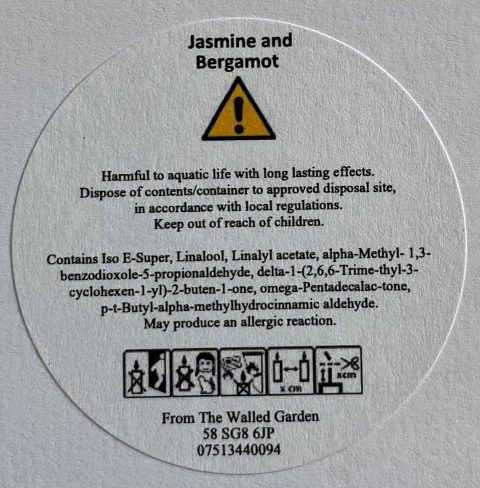 Jasmine and
Bergamot
Harmful to aquatic life with long lasting effects.
Dispose of contents/container to approved disposal site,
in accordance with local regulations.
Keep out of reach of children.
Contains Iso E-Super, Linalool, Linalyl acetate, alpha-Methyl- 1,3-
benzodioxole-5-propionaldehyde, delta-1-(2,6,6-Trime-thyl-3-
cyclohexen-1-yl)-2-buten-1-one, omega-Pentadecalac-tone,
p-t-Butyl-alpha-methylhydrocinnamic aldehyde.
May produce an allergic reaction.
x cm xcm
From The Walled Garden
58 SG8 6JP
07513440094